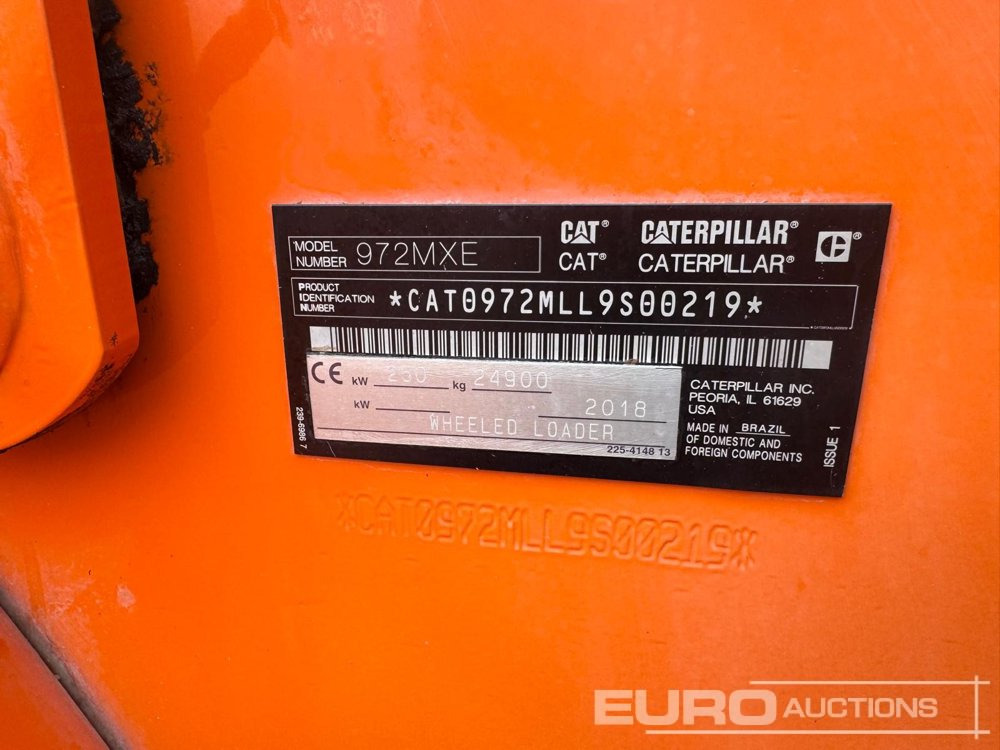 MODEL NUMBER 972MXE
CAT® CATERPILLAR®
CAT® CATERPILLAR®
PRODUCT IDENTIFICATION NUMBER *CAT0972MLL9S00219*
CE kW 250 kg 24900
kW 2018
WHEELED LOADER
225-4148 13
239-6986 7
CATERPILLAR INC.
PEORIA, IL 61629
USA
MADE IN BRAZIL
OF DOMESTIC AND
FOREIGN COMPONENTS
ISSUE 1
*CAT0972MLL9S00219*
EURO AUCTIONS